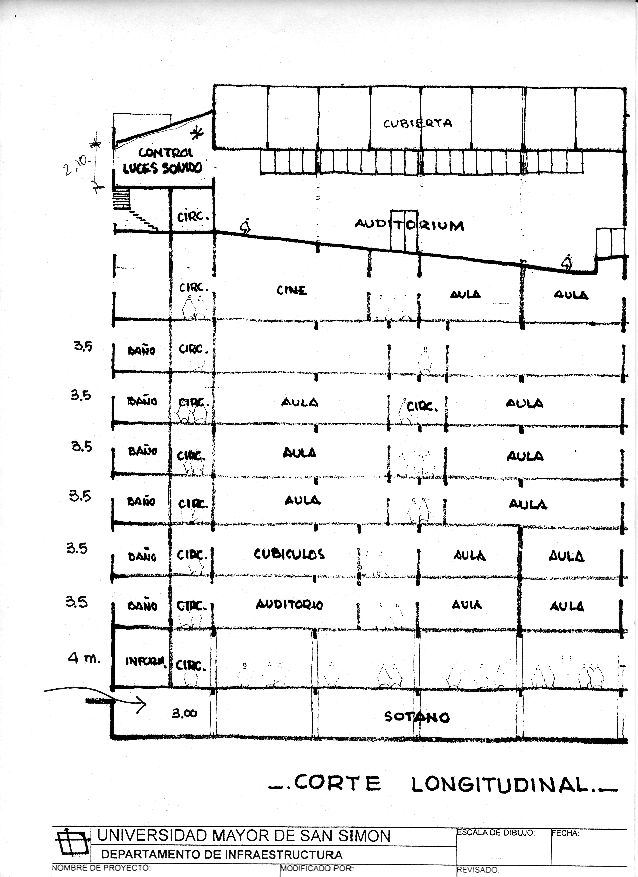 CUBIERTA
2,10.
*
CONTROL
LUCES SONIDO
CIRC.
AUDITORIUM
CIRC.
CINE
AULA
AULA
3.5
BAÑO
CIRC.
3.5
BAÑO
CIRC.
AULA
CIRC.
AULA
3.5
BAÑO
CIRC.
AULA
AULA
3.5
BAÑO
CIRC.
AULA
AULA
3.5
BAÑO
CIRC.
CUBICULOS
AULA
AULA
3.5
BAÑO
CIRC.
AUDITORIO
AULA
AULA
4 m.
INFORM.
CIRC.
3,00
SOTANO
_.CORTE LONGITUDINAL._
UNIVERSIDAD MAYOR DE SAN SIMON
DEPARTAMENTO DE INFRAESTRUCTURA
ESCALA DE DIBUJO:
FECHA:
NOMBRE DE PROYECTO:
MODIFICADO POR:
REVISADO: